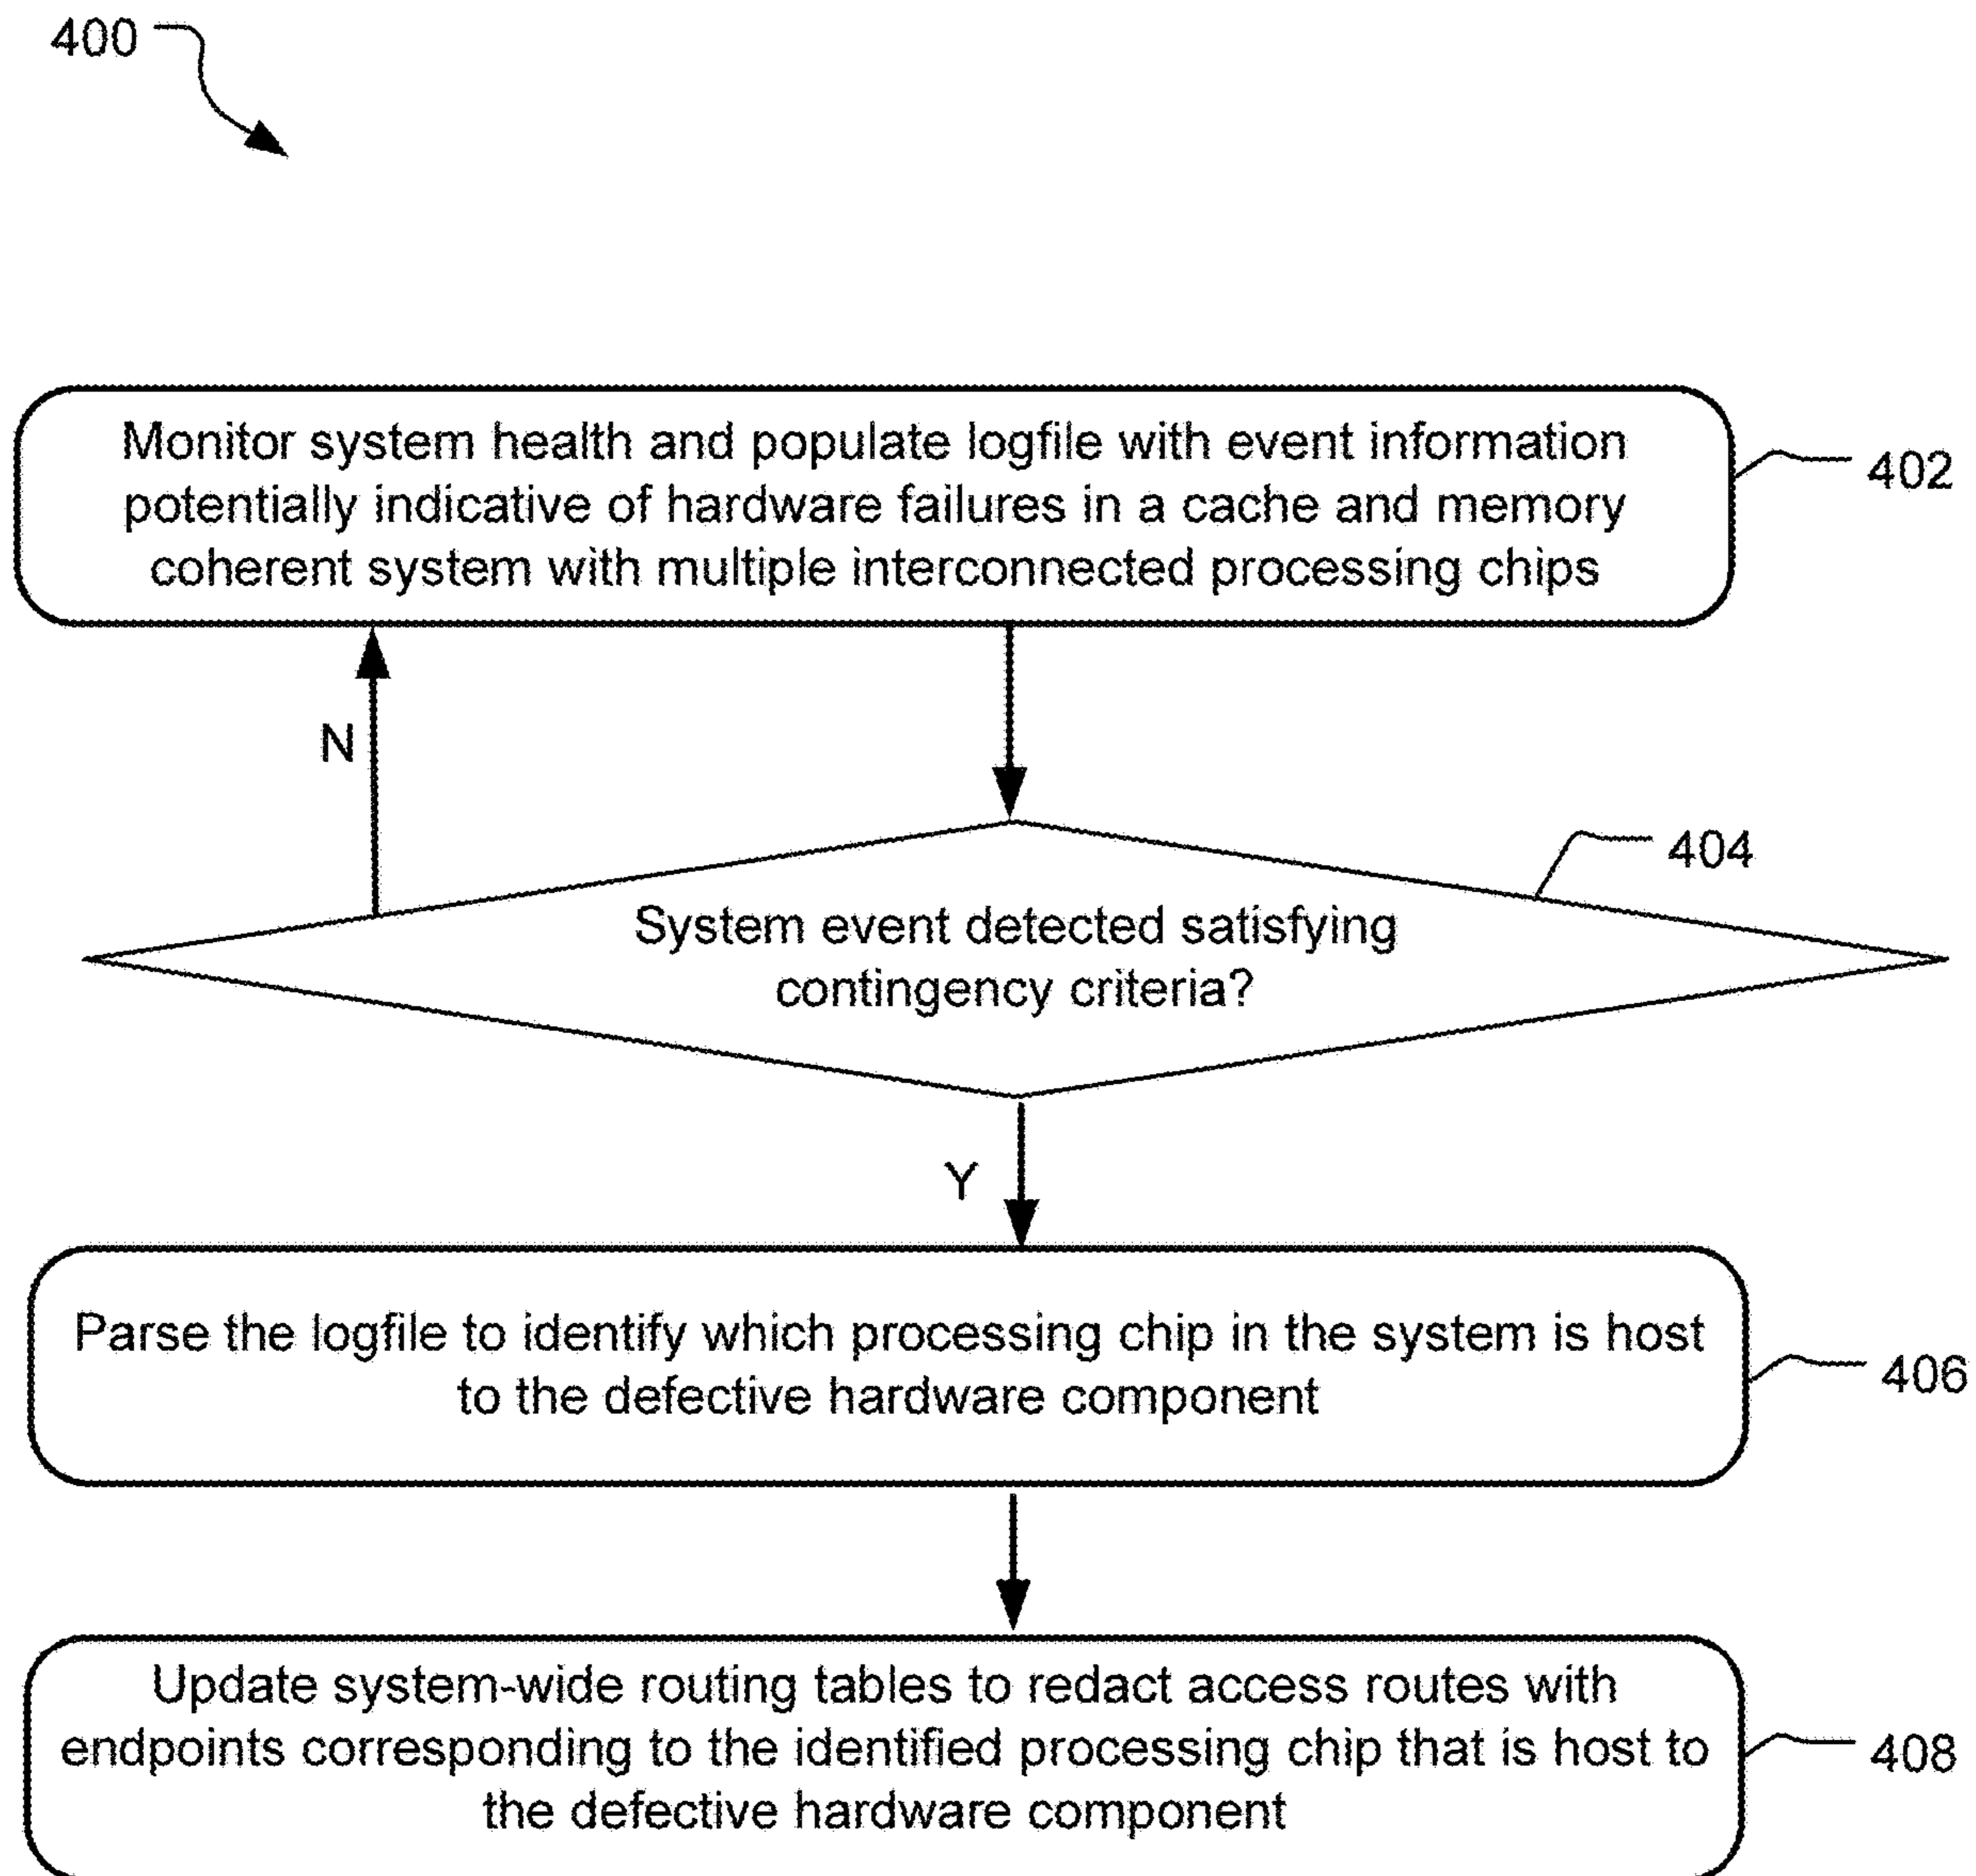 400
Monitor system health and populate logfile with event information
potentially indicative of hardware failures in a cache and memory
coherent system with multiple interconnected processing chips
402
N
404
System event detected satisfying
contingency criteria?
Y
Parse the logfile to identify which processing chip in the system is host
to the defective hardware component
406
Update system-wide routing tables to redact access routes with
endpoints corresponding to the identified processing chip that is host to
the defective hardware component
408